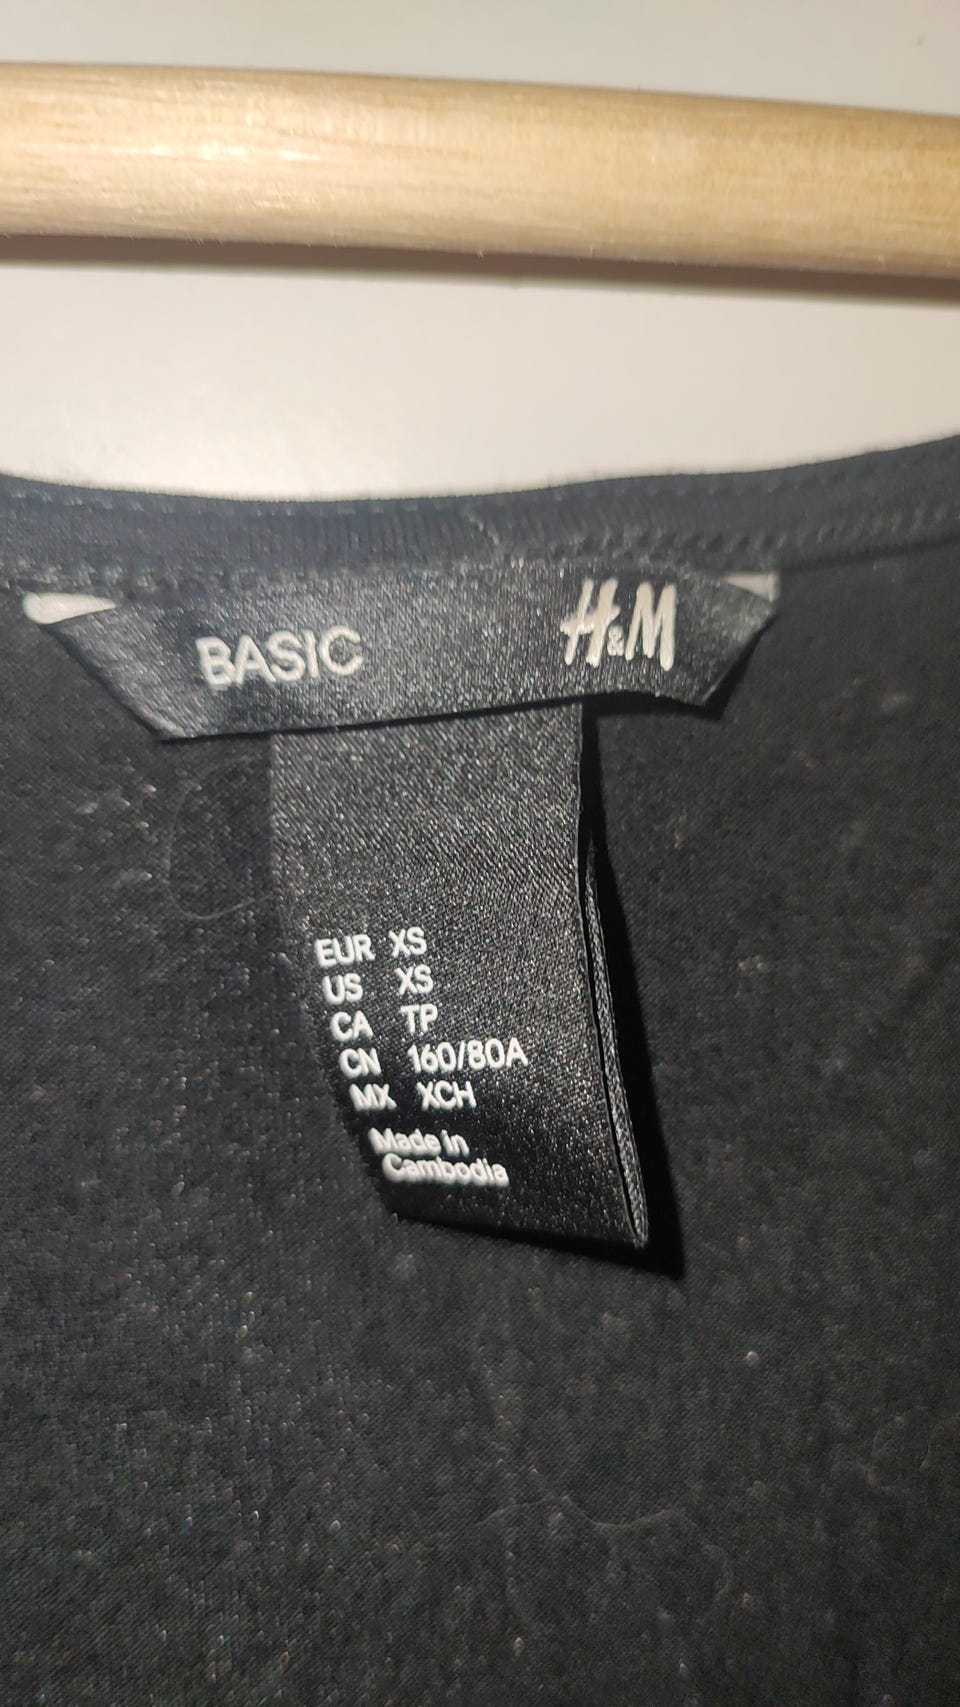 BASIC H&M
EUR XS
US XS
CA TP
CN 160/80A
MX XCH
Made in
Cambodia